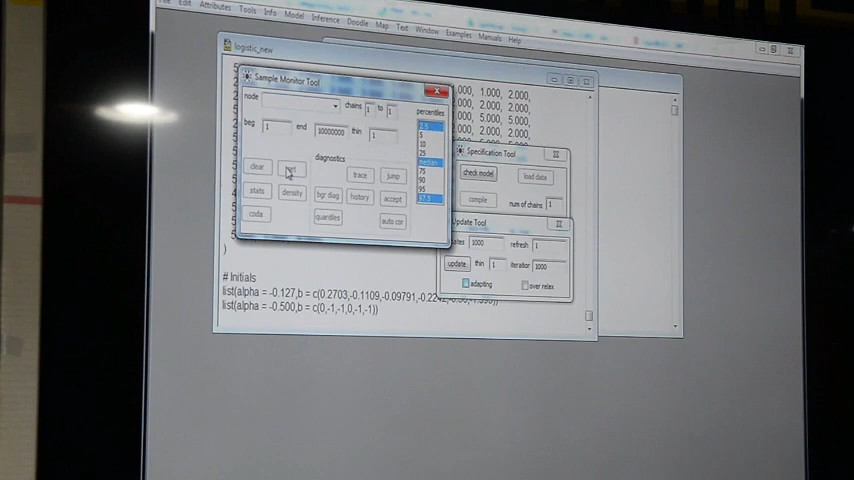 File Edit Attributes Tools Info Model Inference Doodle Map Text Window Examples Manuals Help
logistic_new
Sample Monitor Tool
node chains 1 to 1 percentiles
beg 1 end 10000000 thin 1
2.5
5
10
25
median
75
90
95
97.5
diagnostics
clear trace jump
stats density bgr diag history accept
coda quantiles auto cor
000, 1.000, 2.000,
000, 2.000, 2.000,
000, 5.000, 5.000,
000, 2.000, 2.000,
Specification Tool
check model load data
compile num of chains 1
Update Tool
1000 refresh 1
update thin 1 iteration 1000
adapting over relax
)
# Initials
list(alpha = -0.127,b = c(0.2703,-0.1109,-0.09791,
list(alpha = -0.500,b = c(0,-1,-1,0,-1,-1))